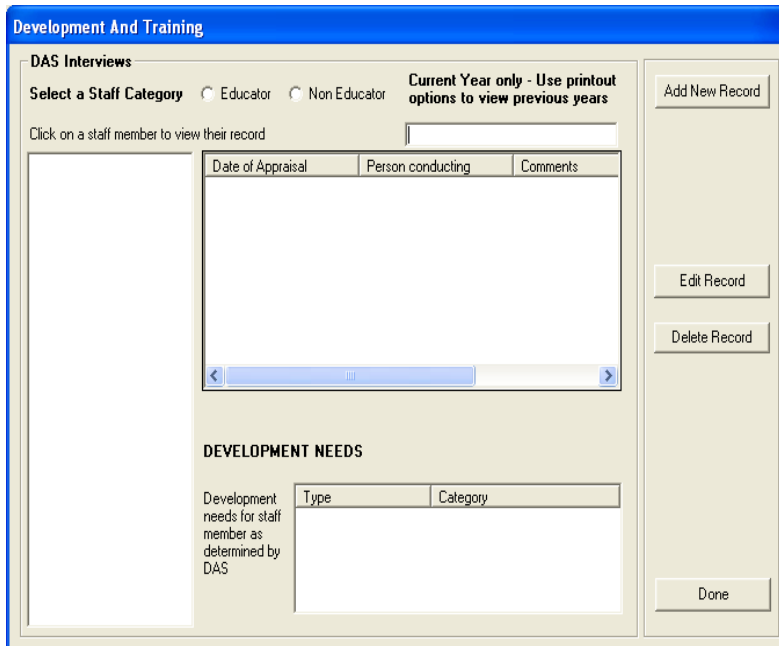 Development And Training
DAS Interviews
Select a Staff Category
Educator
Non Educator
Current Year only - Use printout
options to view previous years
Click on a staff member to view their record
Date of Appraisal
Person conducting
Comments
DEVELOPMENT NEEDS
Development
needs for staff
member as
determined by
DAS
Type
Category
Add New Record
Edit Record
Delete Record
Done